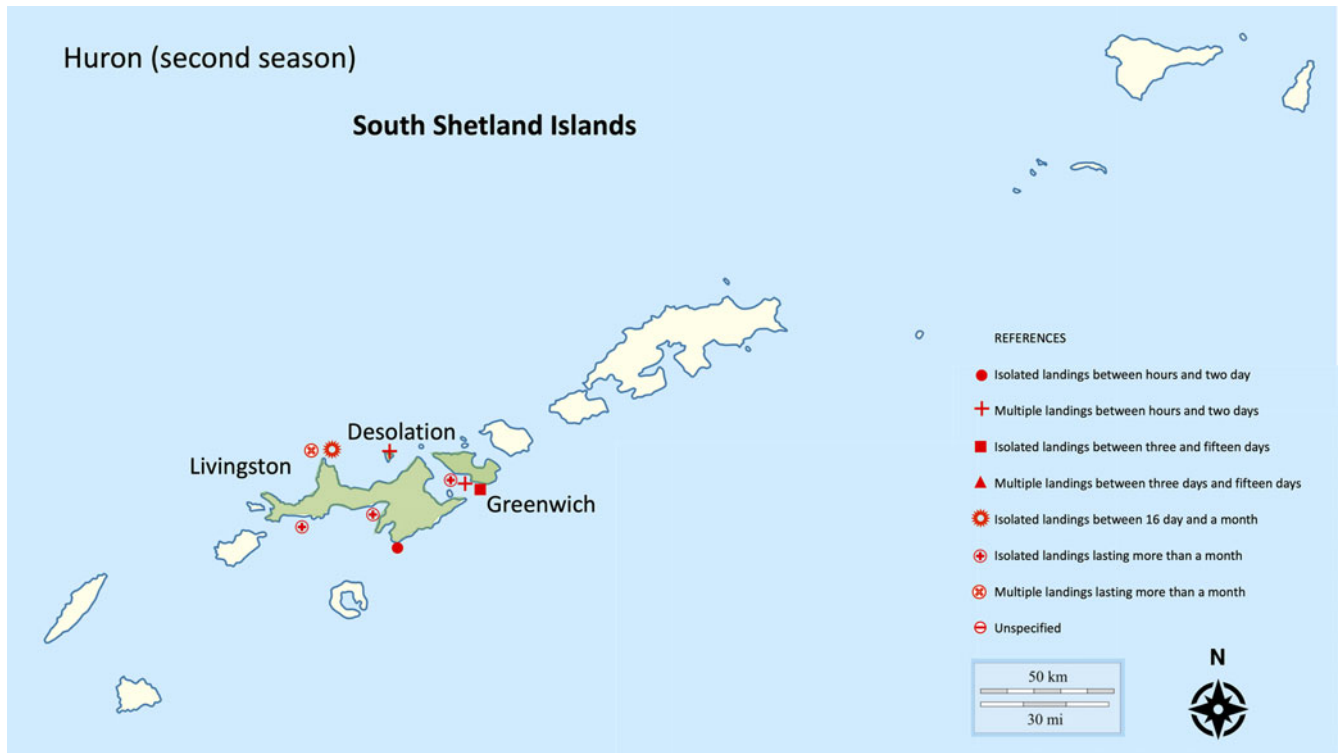 Huron (second season)
South Shetland Islands
Desolation
Livingston
Greenwich
REFERENCES
Isolated landings between hours and two day
Multiple landings between hours and two days
Isolated landings between three and fifteen days
Multiple landings between three days and fifteen days
Isolated landings between 16 day and a month
Isolated landings lasting more than a month
Multiple landings lasting more than a month
Unspecified
50 km
30 mi
N